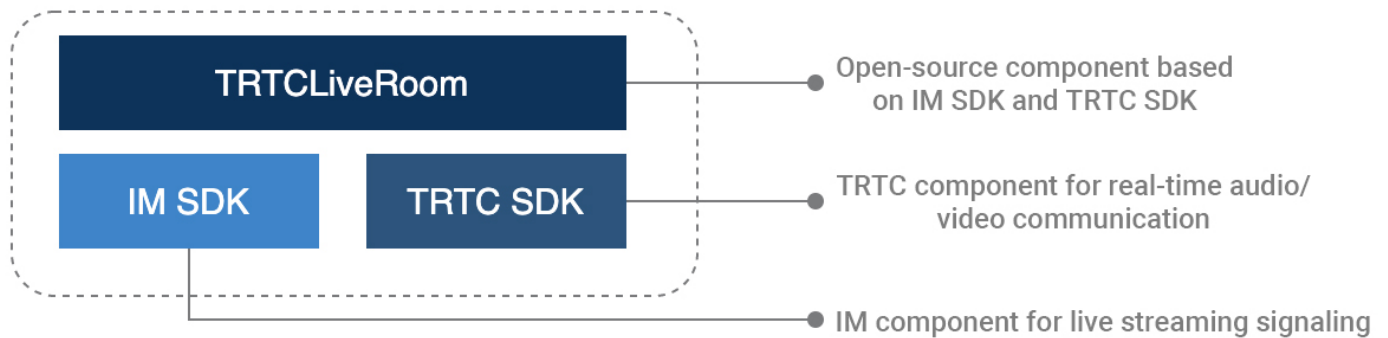 TRTCLiveRoom
Open-source component based
on IM SDK and TRTC SDK
IM SDK
TRTC SDK
TRTC component for real-time audio/
video communication
IM component for live streaming signaling